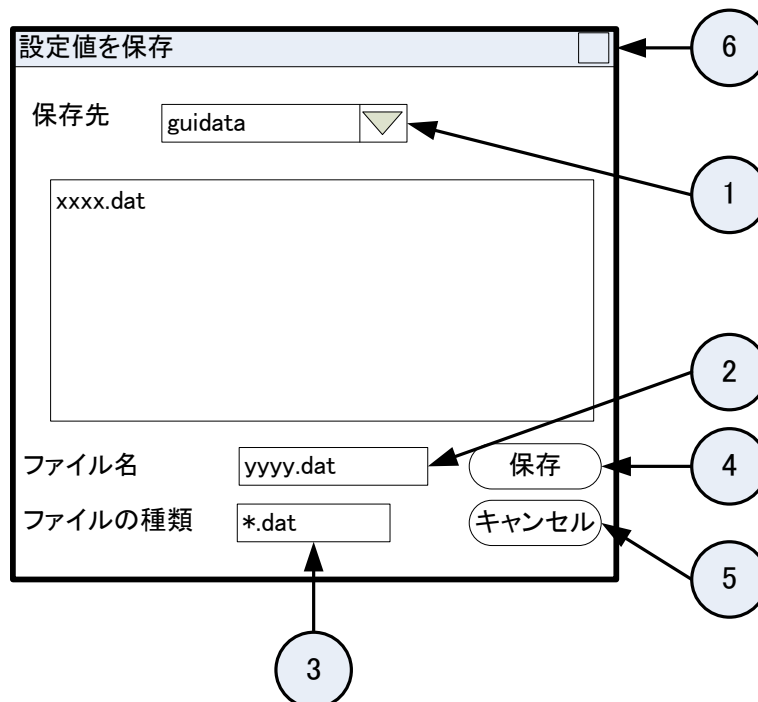 設定値を保存
6
保存先
guidata
1
xxxx.dat
2
ファイル名
yyyy.dat
保存
4
ファイルの種類
*.dat
キャンセル
5
3